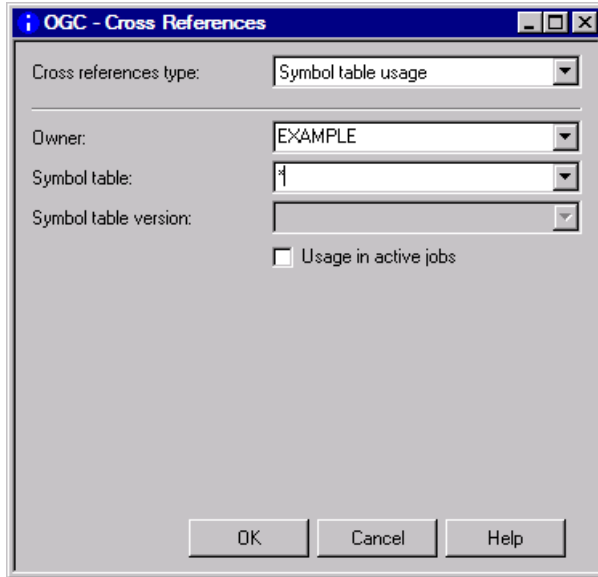 OGC - Cross References
Cross references type: Symbol table usage
Owner: EXAMPLE
Symbol table: *
Symbol table version:
Usage in active jobs
OK Cancel Help